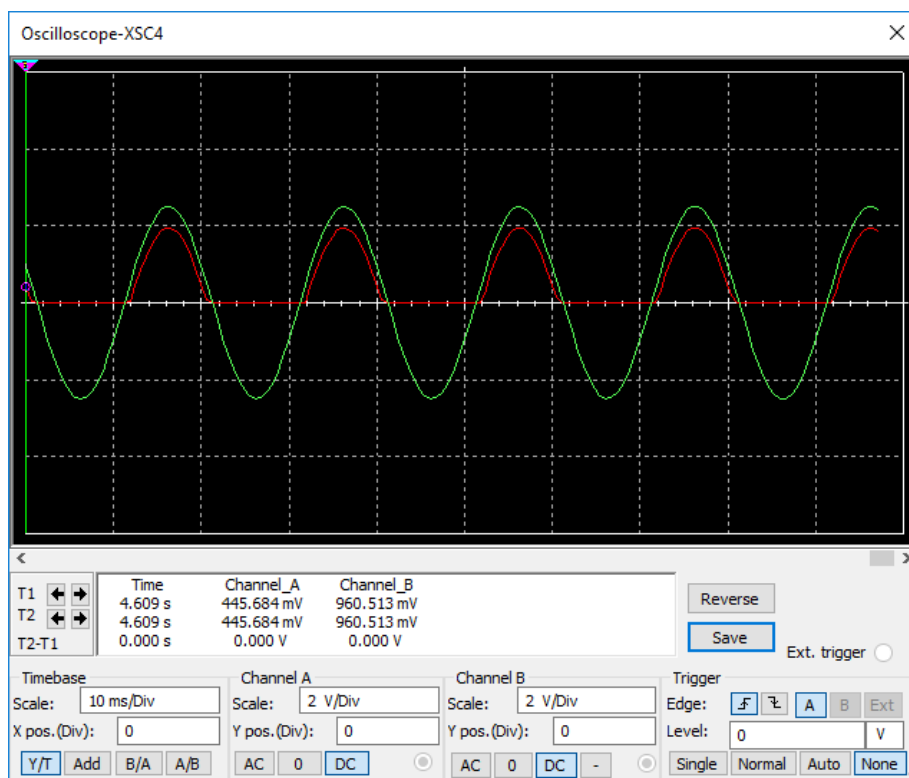 Oscilloscope-XSC4
Time Channel_A Channel_B
T1 4.609 s 445.684 mV 960.513 mV
T2 4.609 s 445.684 mV 960.513 mV
T2-T1 0.000 s 0.000 V 0.000 V
Reverse
Save
Ext. trigger
Timebase Channel A Channel B Trigger
Scale: 10 ms/Div Scale: 2 V/Div Scale: 2 V/Div Edge: A B Ext
X pos.(Div): 0 Y pos.(Div): 0 Y pos.(Div): 0 Level: 0 V
Y/T Add B/A A/B AC 0 DC AC 0 DC - Single Normal Auto None